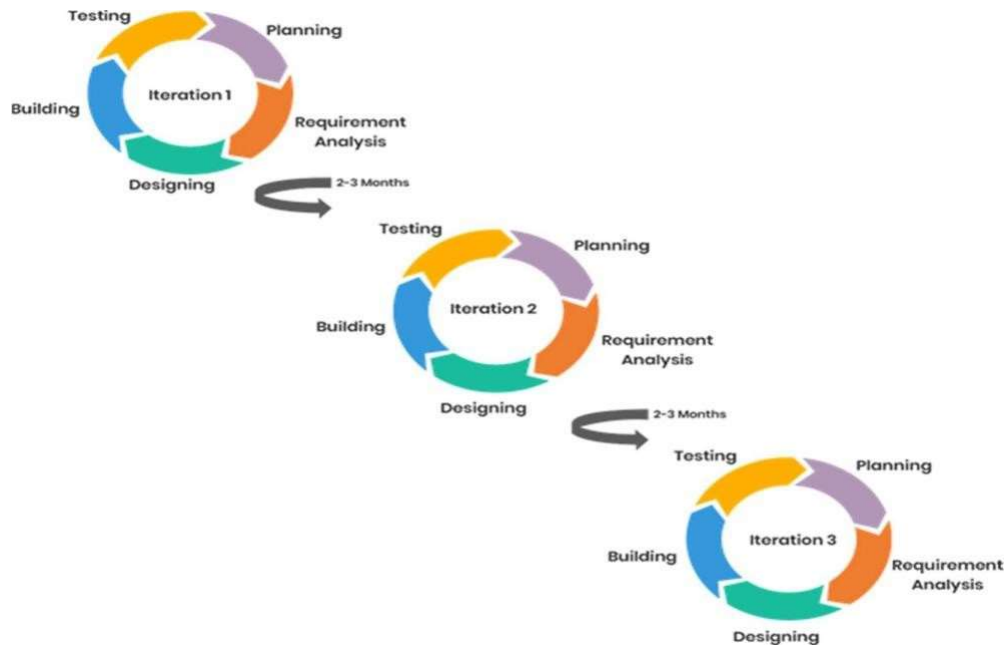 Testing
Planning
Iteration 1
Building
Requirement
Analysis
Designing
2-3 Months
Testing
Planning
Iteration 2
Building
Requirement
Analysis
Designing
2-3 Months
Testing
Planning
Iteration 3
Building
Requirement
Analysis
Designing